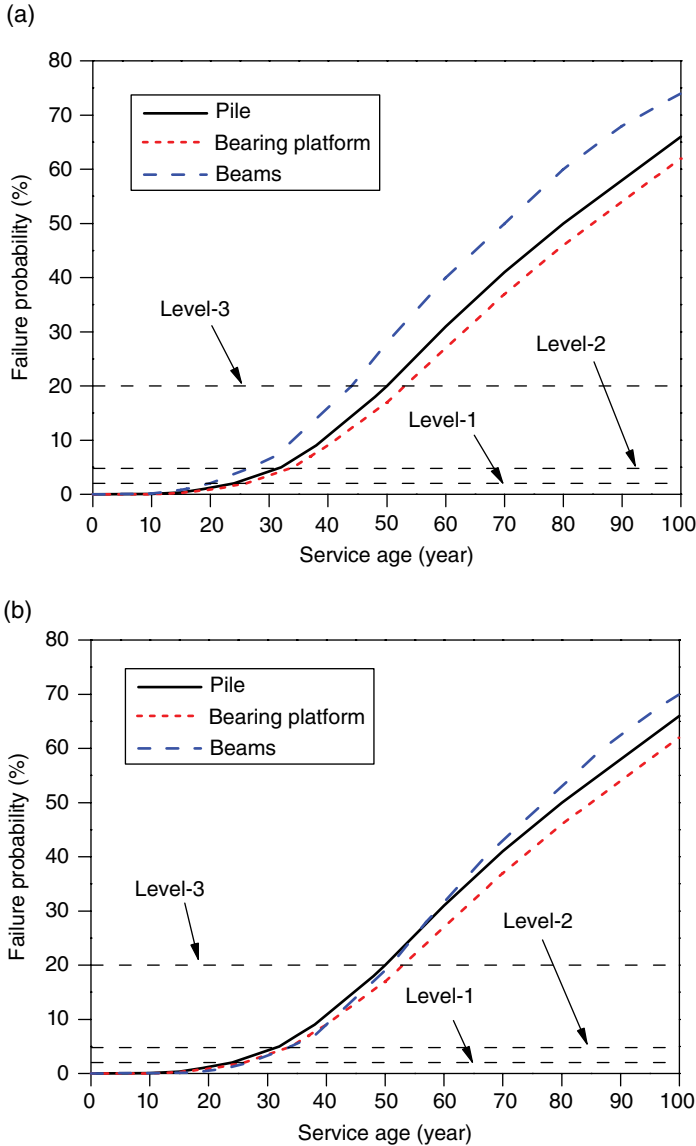 (a)
80
70
60
50
40
30
20
10
0
Failure probability (%)
Pile
Bearing platform
Beams
Level-3
Level-2
Level-1
0 10 20 30 40 50 60 70 80 90 100
Service age (year)
(b)
80
70
60
50
40
30
20
10
0
Failure probability (%)
Pile
Bearing platform
Beams
Level-3
Level-2
Level-1
0 10 20 30 40 50 60 70 80 90 100
Service age (year)